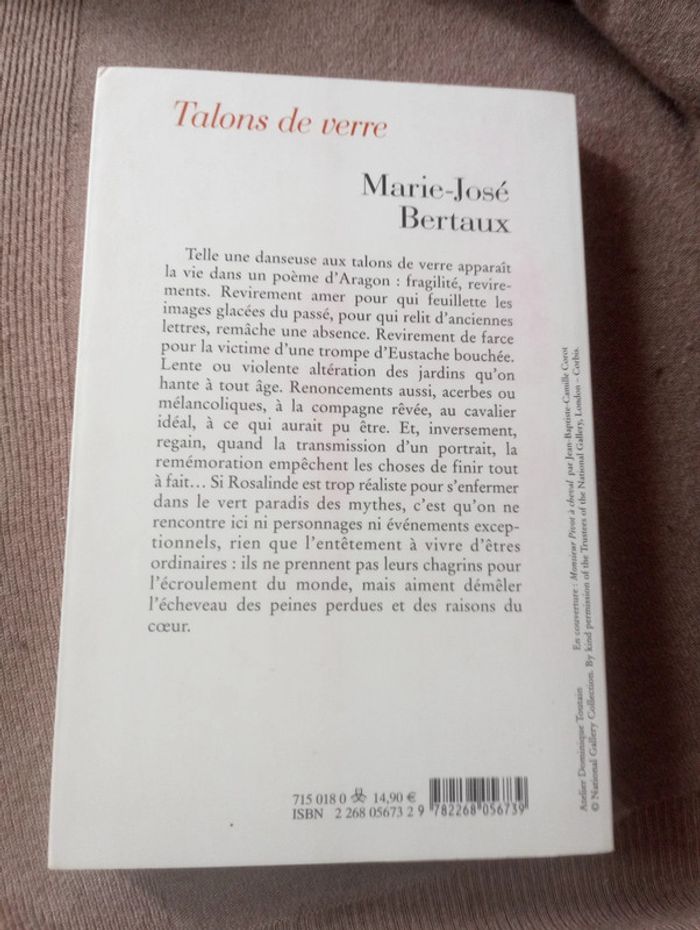 Talons de verre
Marie-José
Bertaux
Telle une danseuse aux talons de verre apparaît
la vie dans un poème d'Aragon : fragilité, revire-
ments. Revirement amer pour qui feuillette les
images glacées du passé, pour qui relit d'anciennes
lettres, remâche une absence. Revirement de farce
pour la victime d'une trompe d'Eustache bouchée.
Lente ou violente altération des jardins qu'on
hante à tout âge. Renoncements aussi, acerbes ou
mélancoliques, à la compagne rêvée, au cavalier
idéal, à ce qui aurait pu être. Et, inversement,
regain, quand la transmission d'un portrait, la
remémoration empêchent les choses de finir tout
à fait... Si Rosalinde est trop réaliste pour s'enfermer
dans le vert paradis des mythes, c'est qu'on ne
rencontre ici ni personnages ni événements excep-
tionnels, rien que l'entêtement à vivre d'êtres
ordinaires : ils ne prennent pas leurs chagrins pour
l'écroulement du monde, mais aiment démêler
l'écheveau des peines perdues et des raisons du
cœur.
715 018 0 14,90 €
ISBN 2 268 05673 2
9 782268 056739
Atelier Dominique Toutain En couverture : Monsieur Pivot à cheval par Jean-Baptiste-Camille Corot
© National Gallery Collection. By kind permission of the Trustees of the National Gallery, London - Corbis.